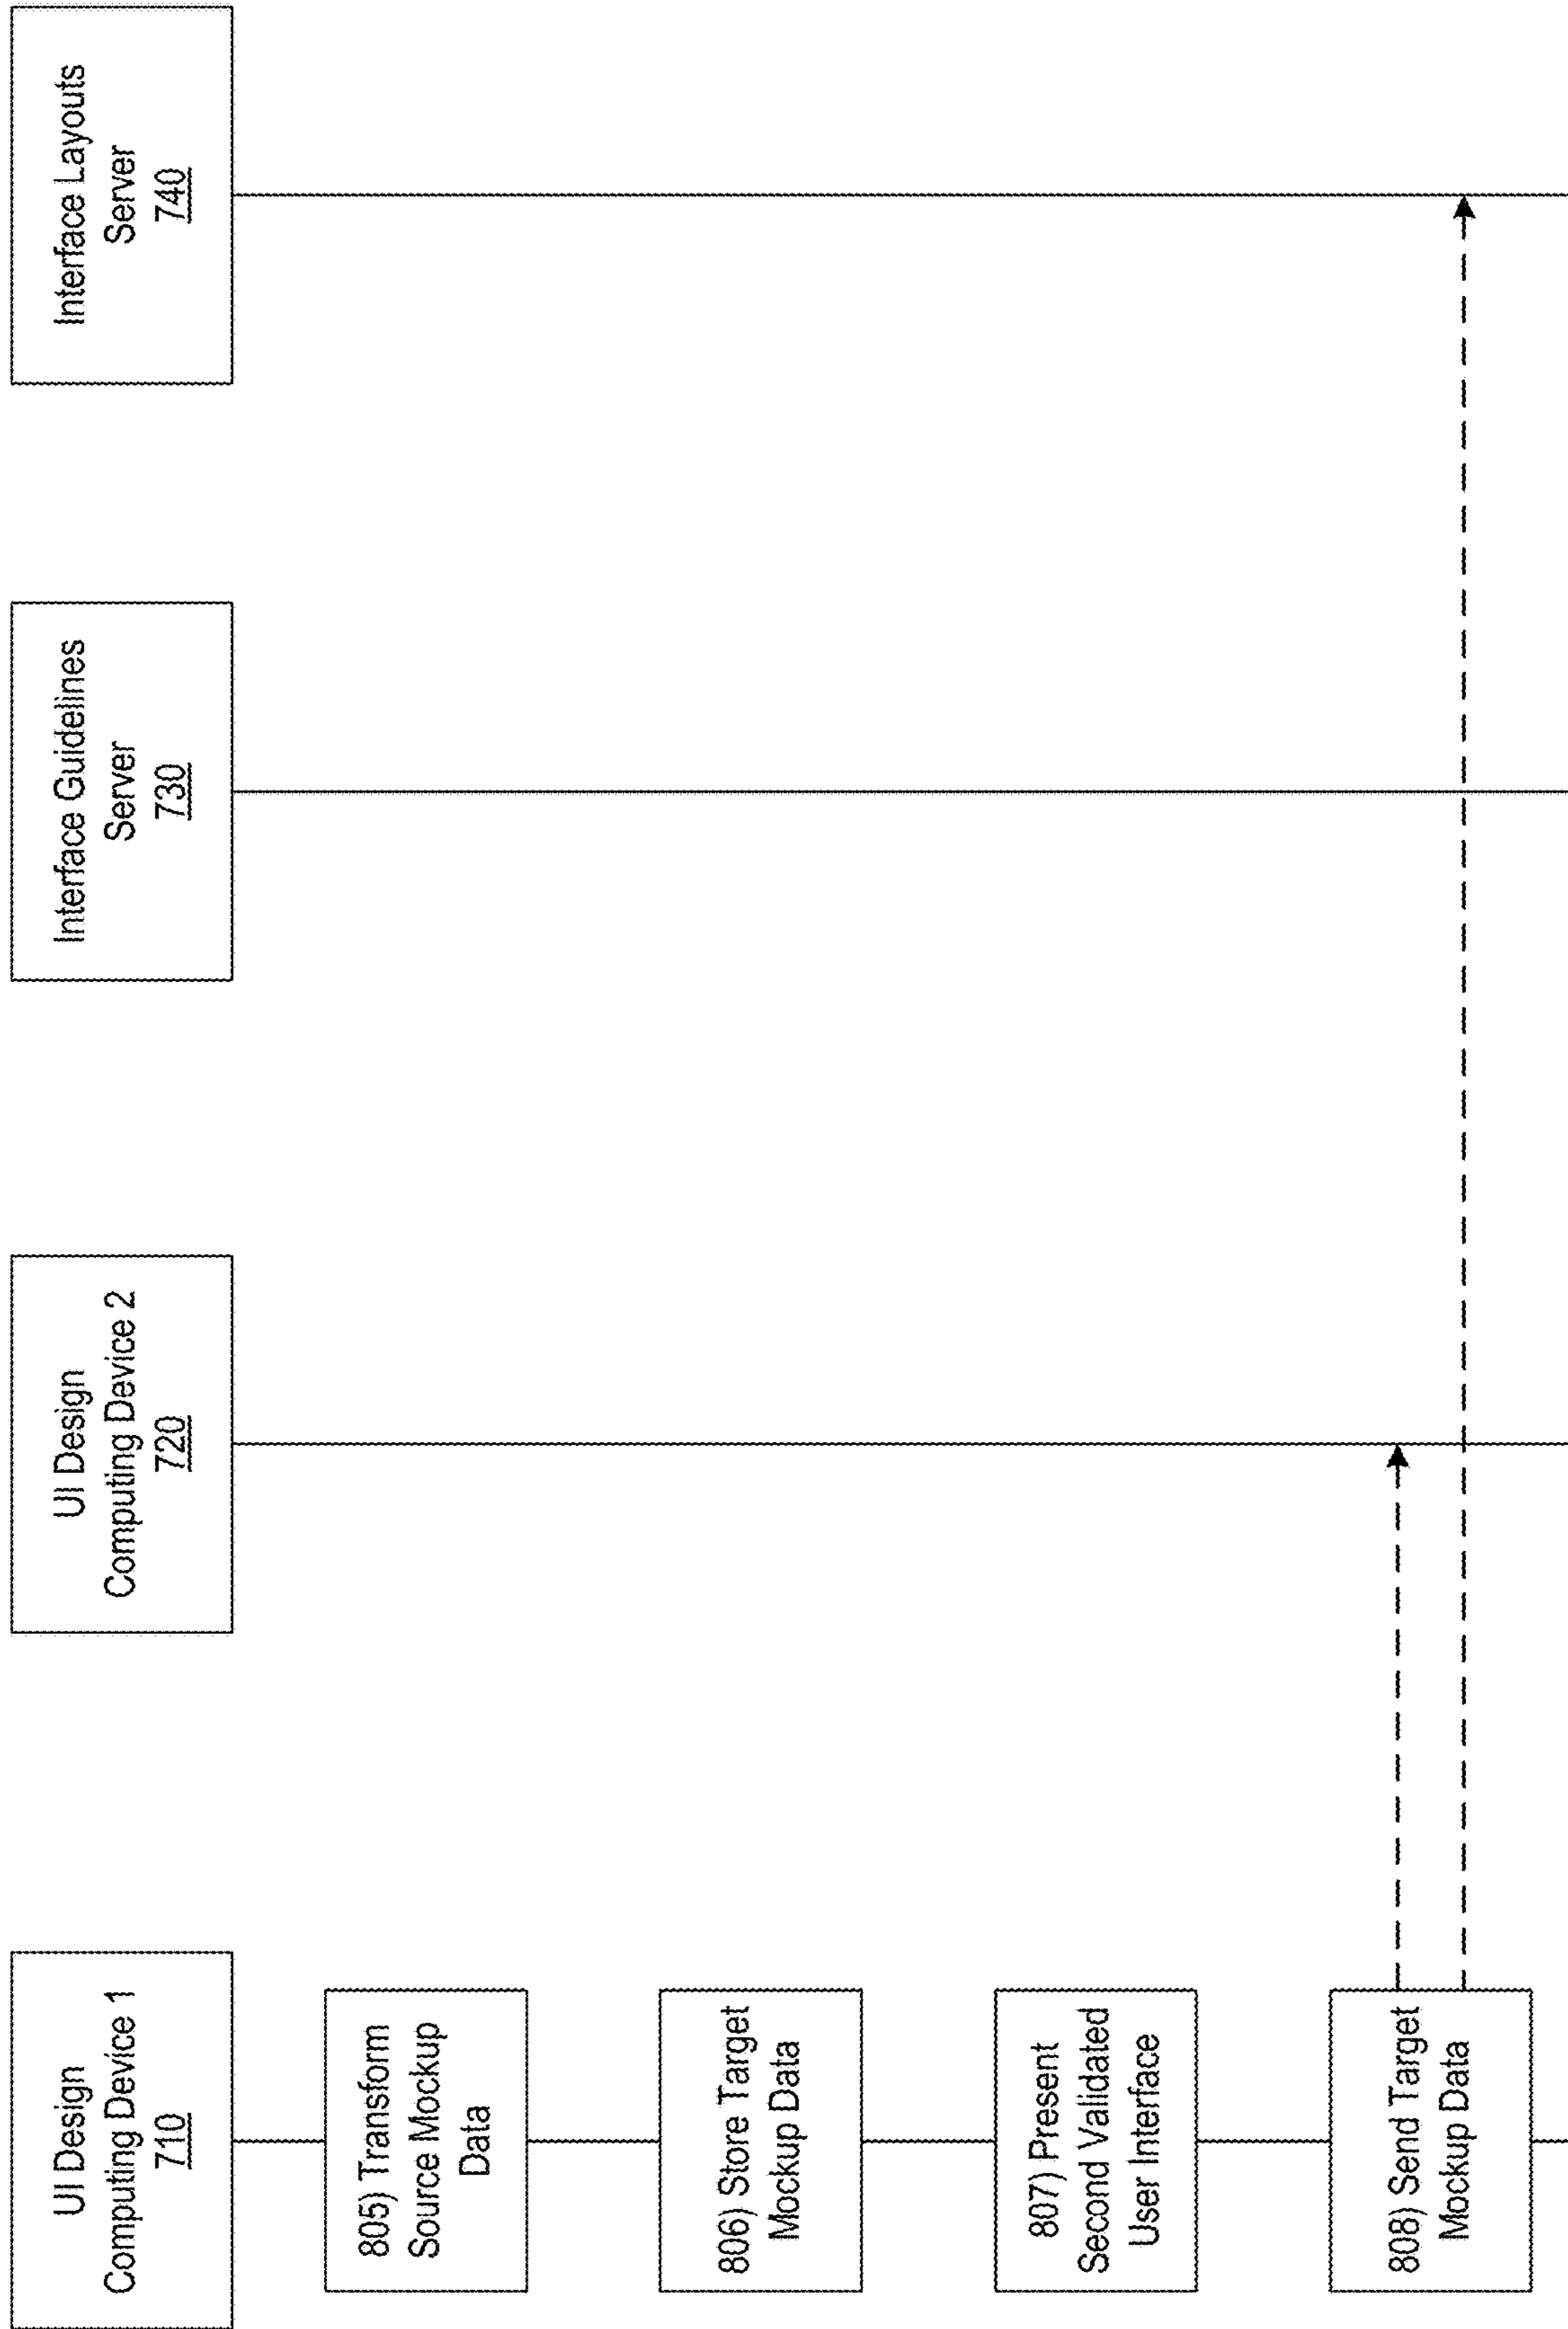 UI Design
Computing Device 1
710
UI Design
Computing Device 2
720
Interface Guidelines
Server
730
Interface Layouts
Server
740
805) Transform
Source Mockup
Data
806) Store Target
Mockup Data
807) Present
Second Validated
User Interface
808) Send Target
Mockup Data